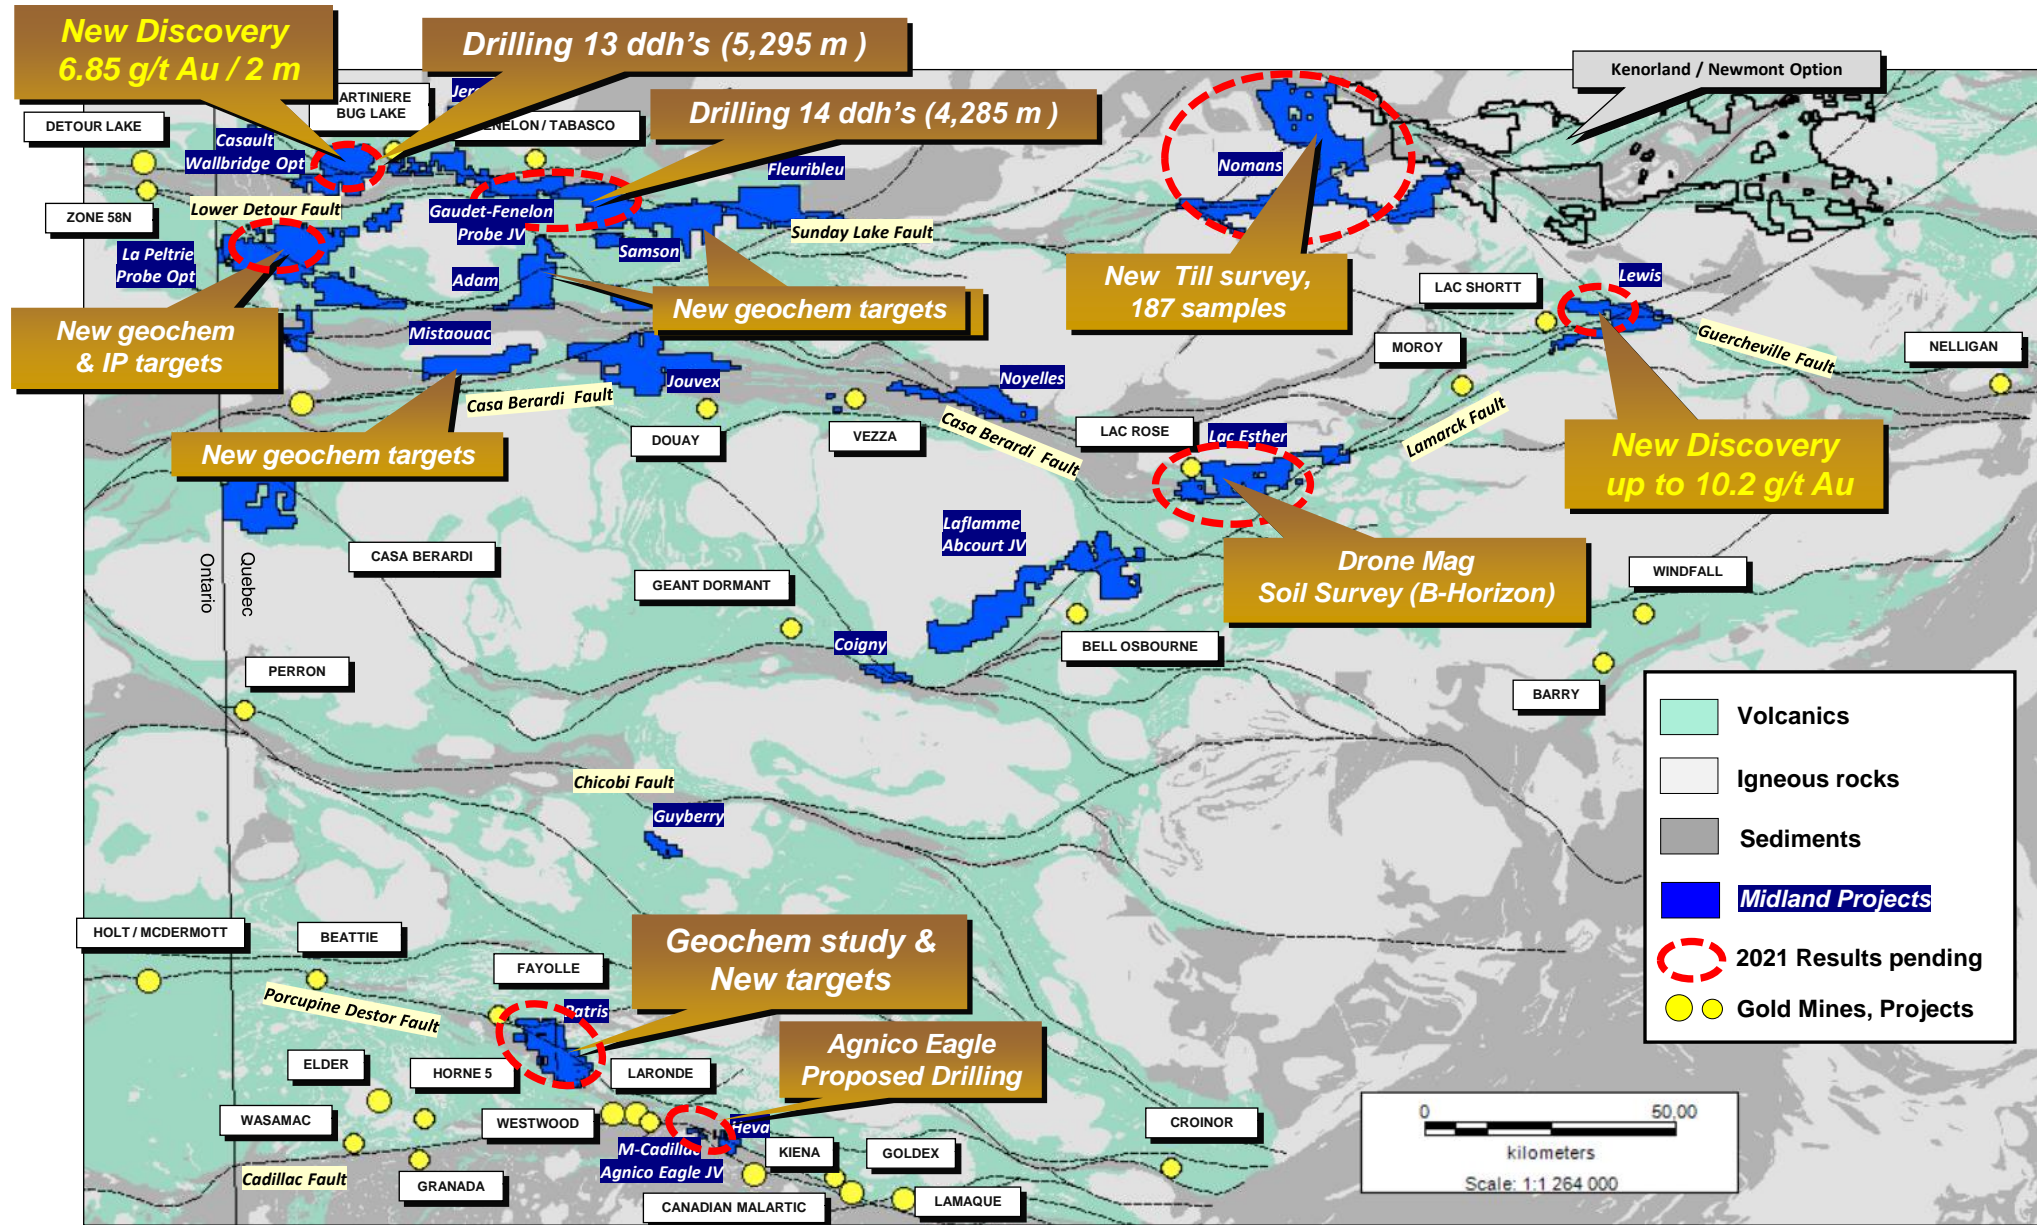 New Discovery
6.85 g/t Au / 2 m
Drilling 13 ddh's (5,295 m )
Drilling 14 ddh's (4,285 m )
Kenorland / Newmont Option
DETOUR LAKE
ARTINIERE
BUG LAKE
Jer
ENELON / TABASCO
Casault
Wallbridge Opt
Fleuribleu
Nomans
ZONE 58N
Lower Detour Fault
Gaudet-Fenelon
Probe JV
Samson
Sunday Lake Fault
La Peltrie
Probe Opt
Adam
New geochem targets
New Till survey,
187 samples
LAC SHORTT
Lewis
New geochem
& IP targets
Mistaouac
Jouvex
Noyelles
MOROY
Guercheville Fault
NELLIGAN
Casa Berardi Fault
DOUAY
VEZZA
Casa Berardi Fault
LAC ROSE
Lac Esther
Lamarck Fault
New geochem targets
New Discovery
up to 10.2 g/t Au
Ontario
Quebec
CASA BERARDI
GEANT DORMANT
Laflamme
Abcourt JV
Drone Mag
Soil Survey (B-Horizon)
WINDFALL
Coigny
BELL OSBOURNE
PERRON
BARRY
Chicobi Fault
Guyberry
Volcanics
Igneous rocks
Sediments
Midland Projects
2021 Results pending
Gold Mines, Projects
HOLT / MCDERMOTT
BEATTIE
FAYOLLE
Geochem study &
New targets
Porcupine Destor Fault
Patris
Agnico Eagle
Proposed Drilling
ELDER
HORNE 5
LARONDE
WASAMAC
WESTWOOD
Heva
M-Cadillac
Agnico Eagle JV
KIENA
GOLDEX
CROINOR
Cadillac Fault
GRANADA
CANADIAN MALARTIC
LAMAQUE
0 50,00
kilometers
Scale: 1:1 264 000